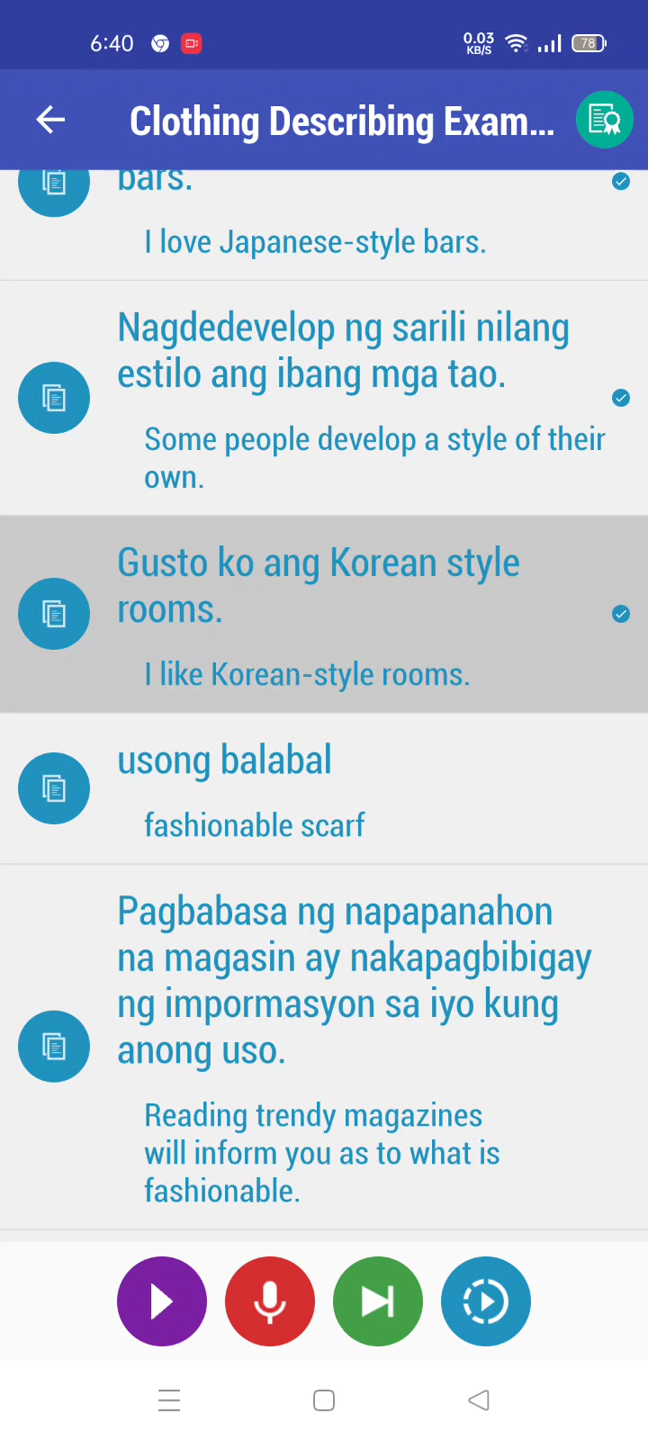 6:40
0.03
KB/S
78
Clothing Describing Exam...
bars.
I love Japanese-style bars.
Nagdedevelop ng sarili nilang
estilo ang ibang mga tao.
Some people develop a style of their
own.
Gusto ko ang Korean style
rooms.
I like Korean-style rooms.
usong balabal
fashionable scarf
Pagbabasa ng napapanahon
na magasin ay nakapagbibigay
ng impormasyon sa iyo kung
anong uso.
Reading trendy magazines
will inform you as to what is
fashionable.